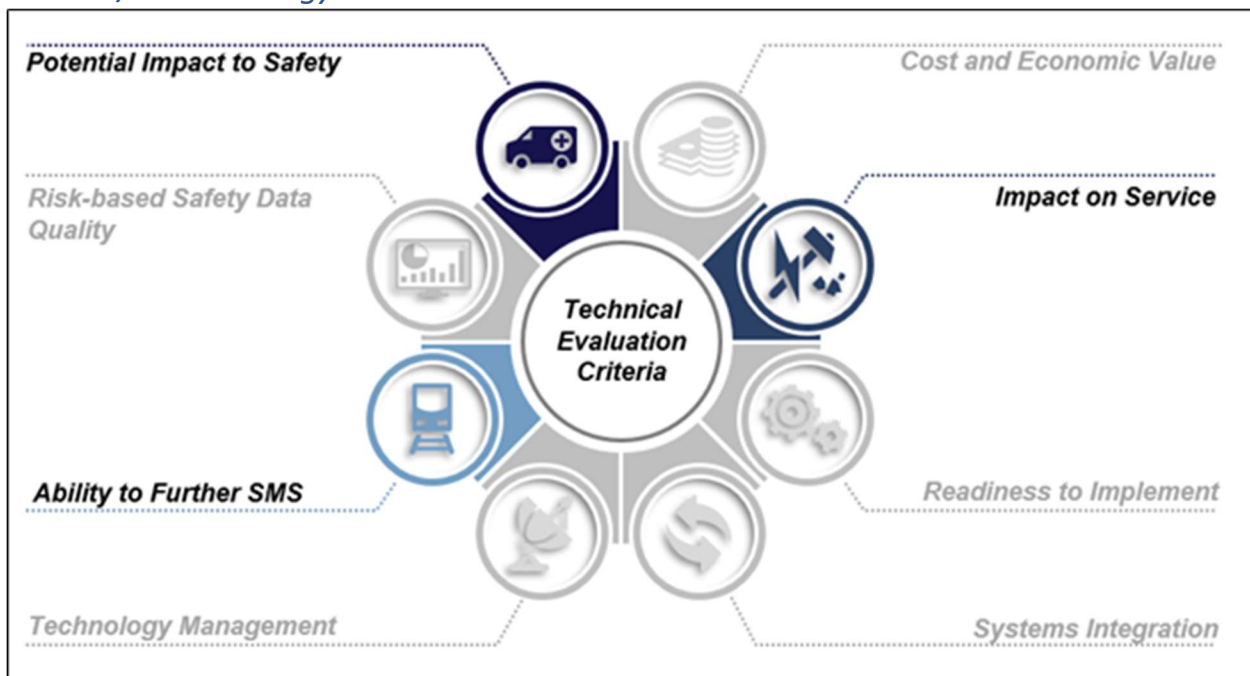 Potential Impact to Safety
Cost and Economic Value
Risk-based Safety Data
Quality
Impact on Service
Technical
Evaluation
Criteria
Ability to Further SMS
Readiness to Implement
Technology Management
Systems Integration